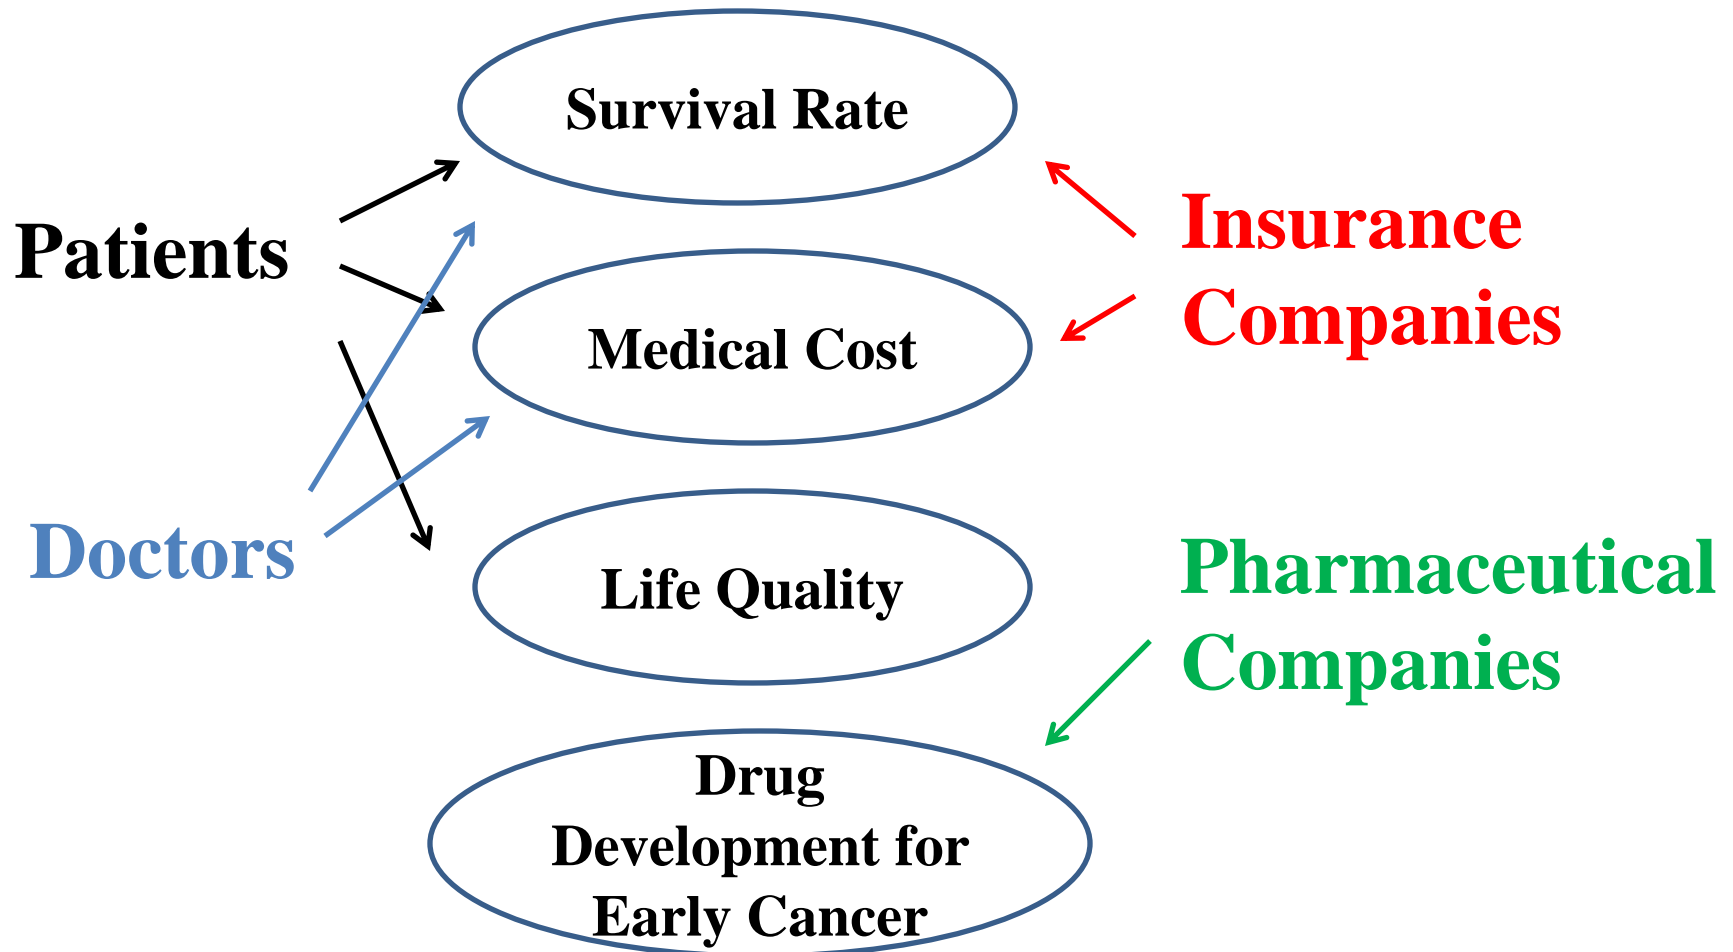 Survival Rate
Patients
Insurance
Companies
Medical Cost
Doctors
Life Quality
Pharmaceutical
Companies
Drug
Development for
Early Cancer